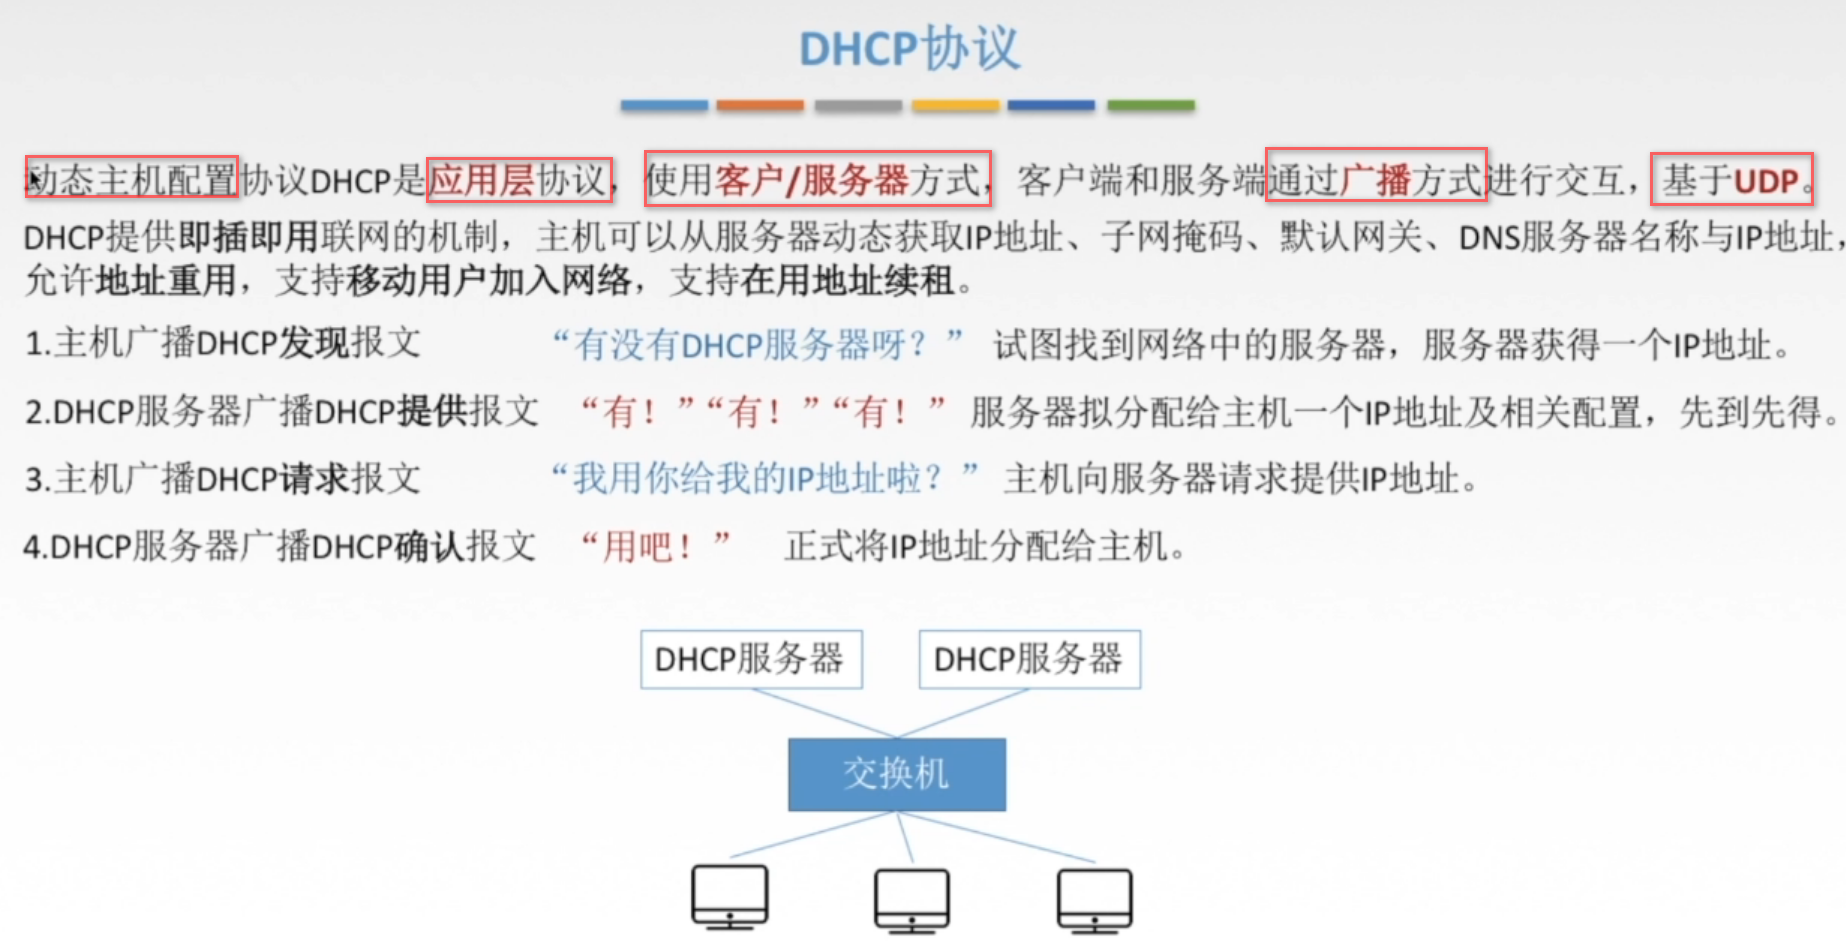 DHCP协议
动态主机配置协议DHCP是应用层协议，使用客户/服务器方式，客户端和服务端通过广播方式进行交互，基于UDP。
DHCP提供即插即用联网的机制，主机可以从服务器动态获取IP地址、子网掩码、默认网关、DNS服务器名称与IP地址，
允许地址重用，支持移动用户加入网络，支持在用地址续租。
1.主机广播DHCP发现报文 “有没有DHCP服务器呀？” 试图找到网络中的服务器，服务器获得一个IP地址。
2.DHCP服务器广播DHCP提供报文 “有！”“有！”“有！” 服务器拟分配给主机一个IP地址及相关配置，先到先得。
3.主机广播DHCP请求报文 “我用你给我的IP地址啦？” 主机向服务器请求提供IP地址。
4.DHCP服务器广播DHCP确认报文 “用吧！” 正式将IP地址分配给主机。
DHCP服务器 DHCP服务器
交换机